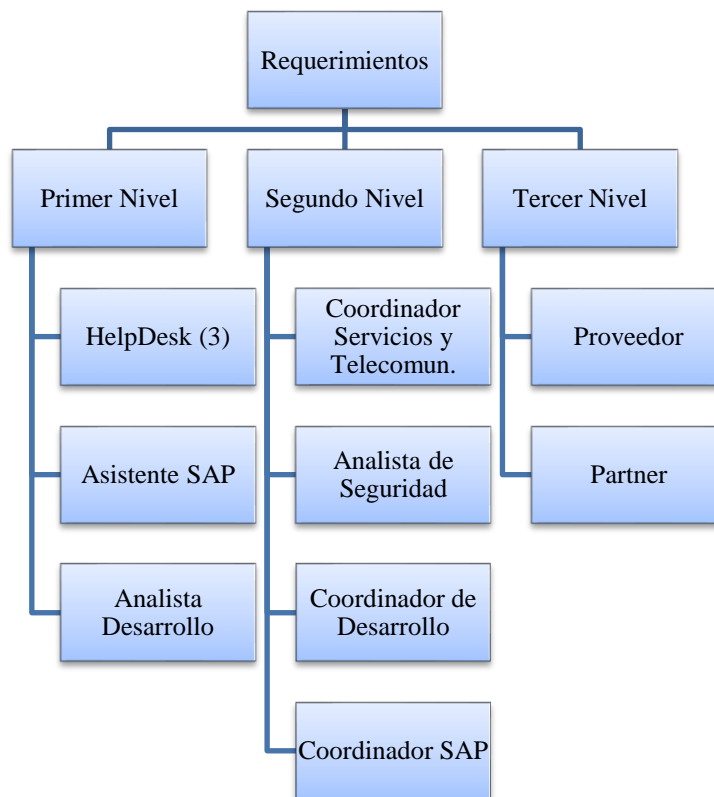 Requerimientos
Primer Nivel
HelpDesk (3)
Asistente SAP
Analista
Desarrollo
Segundo Nivel
Coordinador
Servicios y
Telecomun.
Analista de
Seguridad
Coordinador de
Desarrollo
Coordinador SAP
Tercer Nivel
Proveedor
Partner